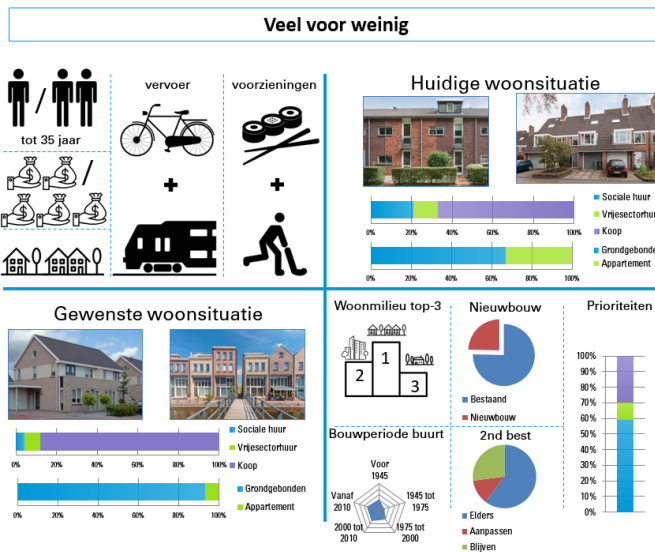 Veel voor weinig
tot 35 jaar
vervoer
voorzieningen
Huidige woonsituatie
Sociale huur
Vrijesectorhuur
Koop
0% 20% 40% 60% 80% 100%
Grondgebonden
Appartement
0% 20% 40% 60% 80% 100%
Gewenste woonsituatie
Sociale huur
Vrijesectorhuur
Koop
0% 20% 40% 60% 80% 100%
Grondgebonden
Appartement
0% 20% 40% 60% 80% 100%
Woonmilieu top-3
2 1 3
Nieuwbouw
Bestaand
Nieuwbouw
Prioriteiten
100%
90%
80%
70%
60%
50%
40%
30%
20%
10%
0%
Bouwperiode buurt
Voor
1945
1945 tot
1975
1975 tot
2000
2000 tot
2010
Vanaf
2010
2nd best
Elders
Aanpassen
Blijven